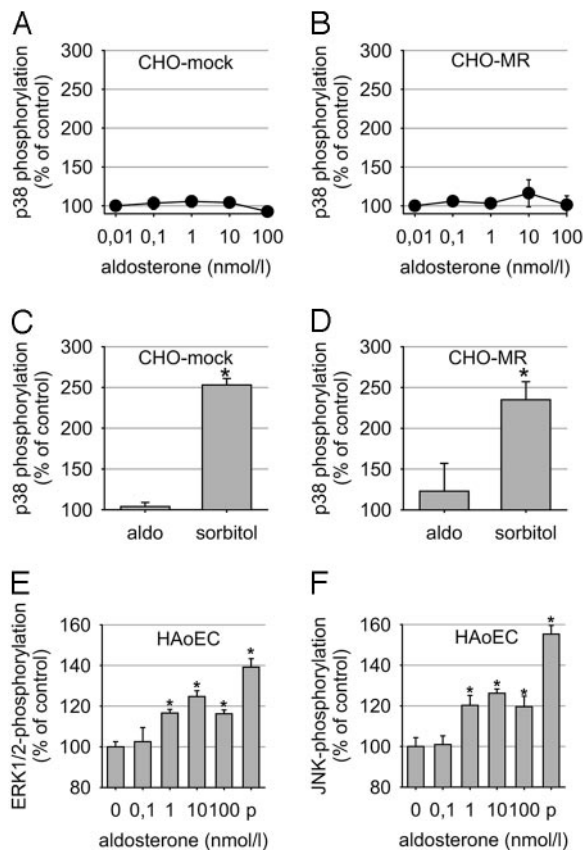 A
CHO-mock
p38 phosphorylation
(% of control)
300
250
200
150
100
0,01 0,1 1 10 100
aldosterone (nmol/l)
B
CHO-MR
p38 phosphorylation
(% of control)
300
250
200
150
100
0,01 0,1 1 10 100
aldosterone (nmol/l)
C
CHO-mock
p38 phosphorylation
(% of control)
300
250
200
150
100
*
aldo sorbitol
D
CHO-MR
p38 phosphorylation
(% of control)
300
250
200
150
100
*
aldo sorbitol
E
HAoEC
ERK1/2-phosphorylation
(% of control)
160
140
120
100
80
* * * *
0 0,1 1 10 100 p
aldosterone (nmol/l)
F
HAoEC
JNK-phosphorylation
(% of control)
160
140
120
100
80
* * * *
0 0,1 1 10 100 p
aldosterone (nmol/l)